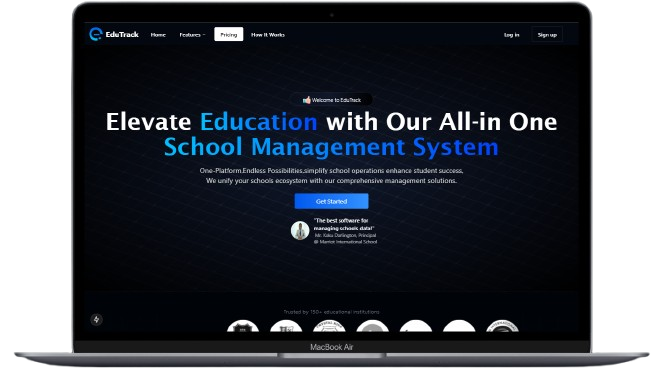 EduTrack Home Features Pricing How It Works Log in Sign up
Welcome to EduTrack
Elevate Education with Our All-in One
School Management System
One-Platform.Endless Possibilities.simplify school operations enhance student success,
We unify your schools ecosystem with our comprehensive management solutions.
Get Started
"The best software for
managing schools data!"
Mr. Xaku Darlington, Principal
@ Marriot International School
Trusted by 150+ educational institutions
MacBook Air